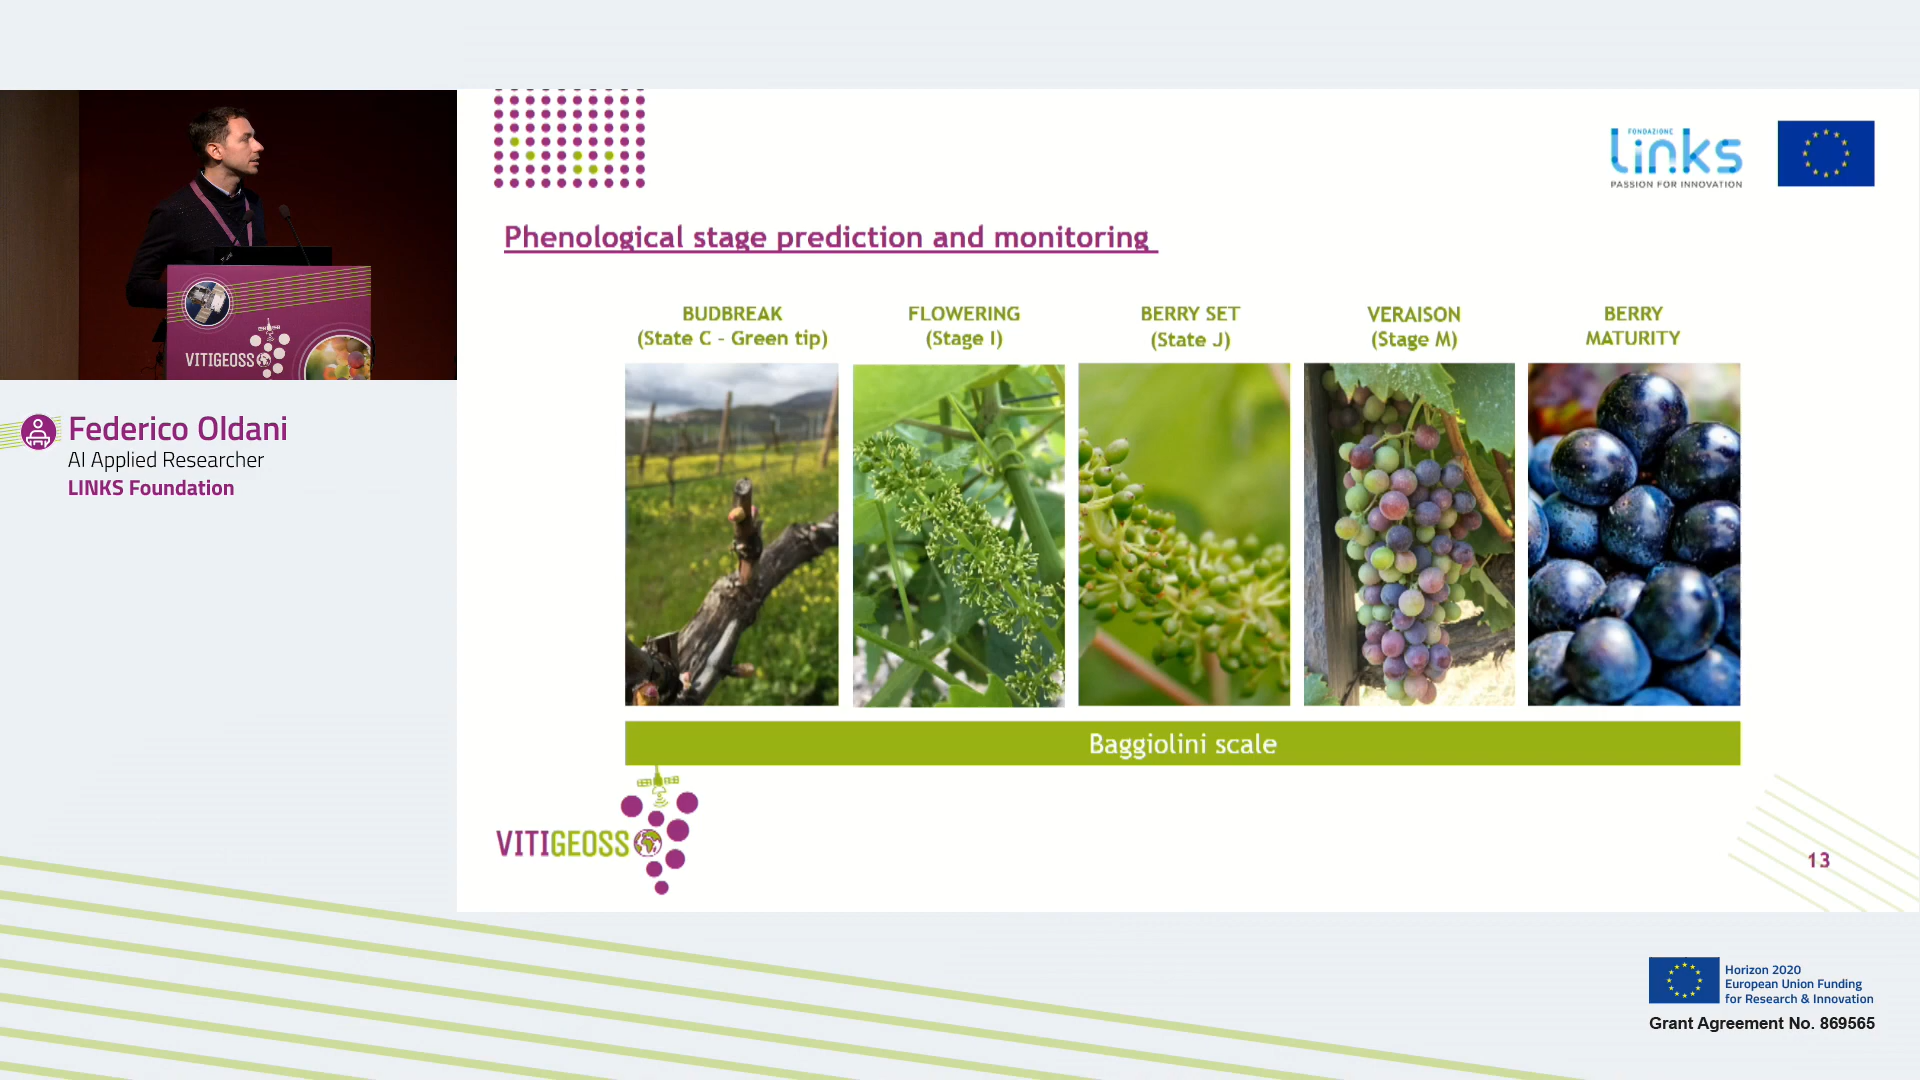 FONDAZIONE
links
PASSION FOR INNOVATION
Phenological stage prediction and monitoring
BUDBREAK
(State C - Green tip)
FLOWERING
(Stage I)
BERRY SET
(State J)
VERAISON
(Stage M)
BERRY
MATURITY
Baggiolini scale
VITIGEOSS
13
VITIGEOSS
Federico Oldani
AI Applied Researcher
LINKS Foundation
Horizon 2020
European Union Funding
for Research & Innovation
Grant Agreement No. 869565